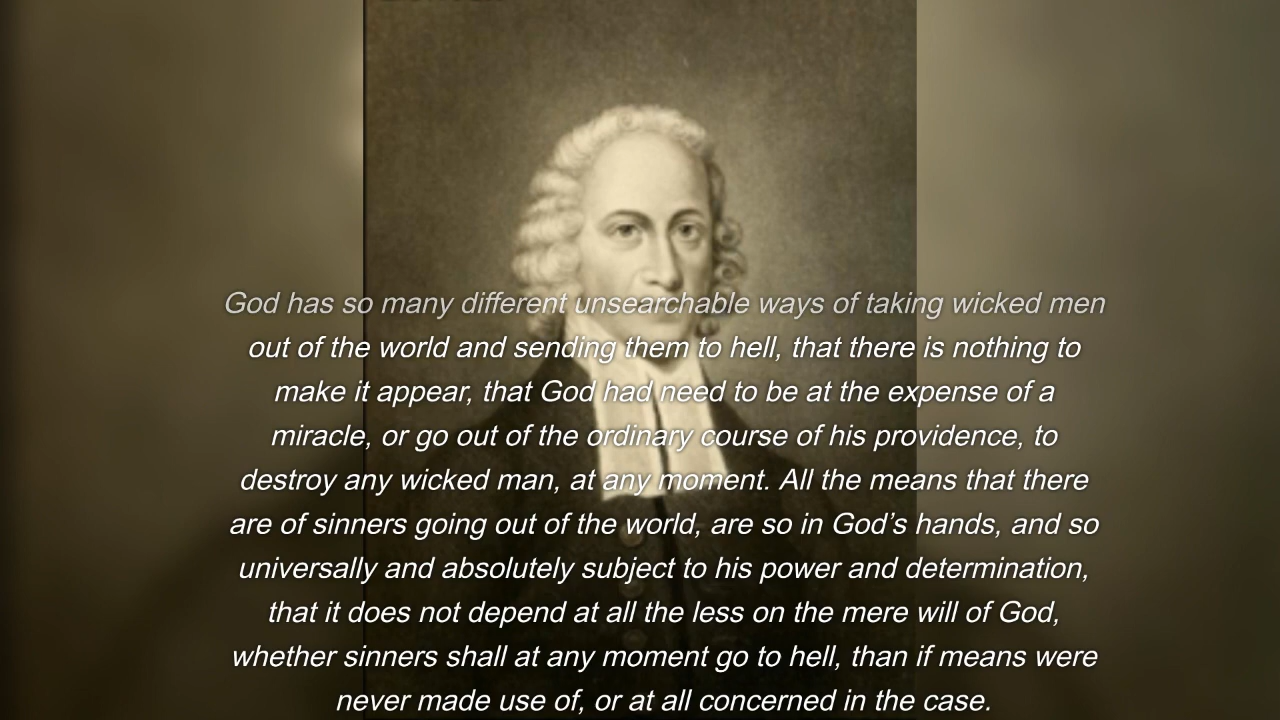 God has so many different unsearchable ways of taking wicked men
out of the world and sending them to hell, that there is nothing to
make it appear, that God had need to be at the expense of a
miracle, or go out of the ordinary course of his providence, to
destroy any wicked man, at any moment. All the means that there
are of sinners going out of the world, are so in God’s hands, and so
universally and absolutely subject to his power and determination,
that it does not depend at all the less on the mere will of God,
whether sinners shall at any moment go to hell, than if means were
never made use of, or at all concerned in the case.